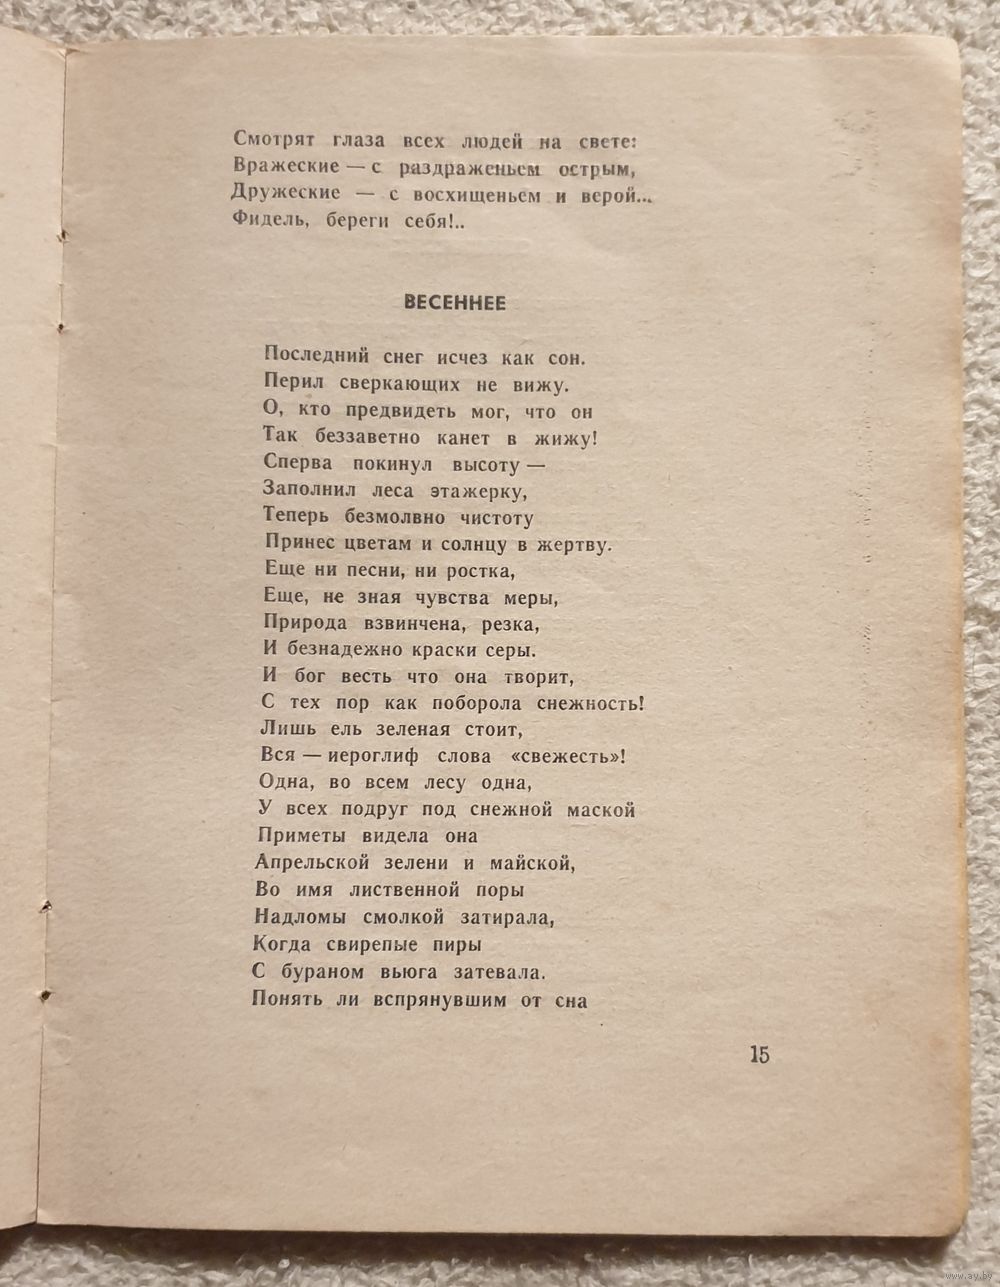 Смотрят глаза всех людей на свете:
Вражеские — с раздраженьем острым,
Дружеские — с восхищеньем и верой...
Фидель, береги себя!..
ВЕСЕННЕЕ
Последний снег исчез как сон.
Перил сверкающих не вижу.
О, кто предвидеть мог, что он
Так беззаветно канет в жижу!
Сперва покинул высоту —
Заполнил леса этажерку,
Теперь безмолвно чистоту
Принес цветам и солнцу в жертву.
Еще ни песни, ни ростка,
Еще, не зная чувства меры,
Природа взвинчена, резка,
И безнадежно краски серы.
И бог весть что она творит,
С тех пор как поборола снежность!
Лишь ель зеленая стоит,
Вся — иероглиф слова «свежесть»!
Одна, во всем лесу одна,
У всех подруг под снежной маской
Приметы видела она
Апрельской зелени и майской,
Во имя лиственной поры
Надломы смолкой затирала,
Когда свирепые пиры
С бураном вьюга затевала.
Понять ли вспрянувшим от сна
15
www.ay.by